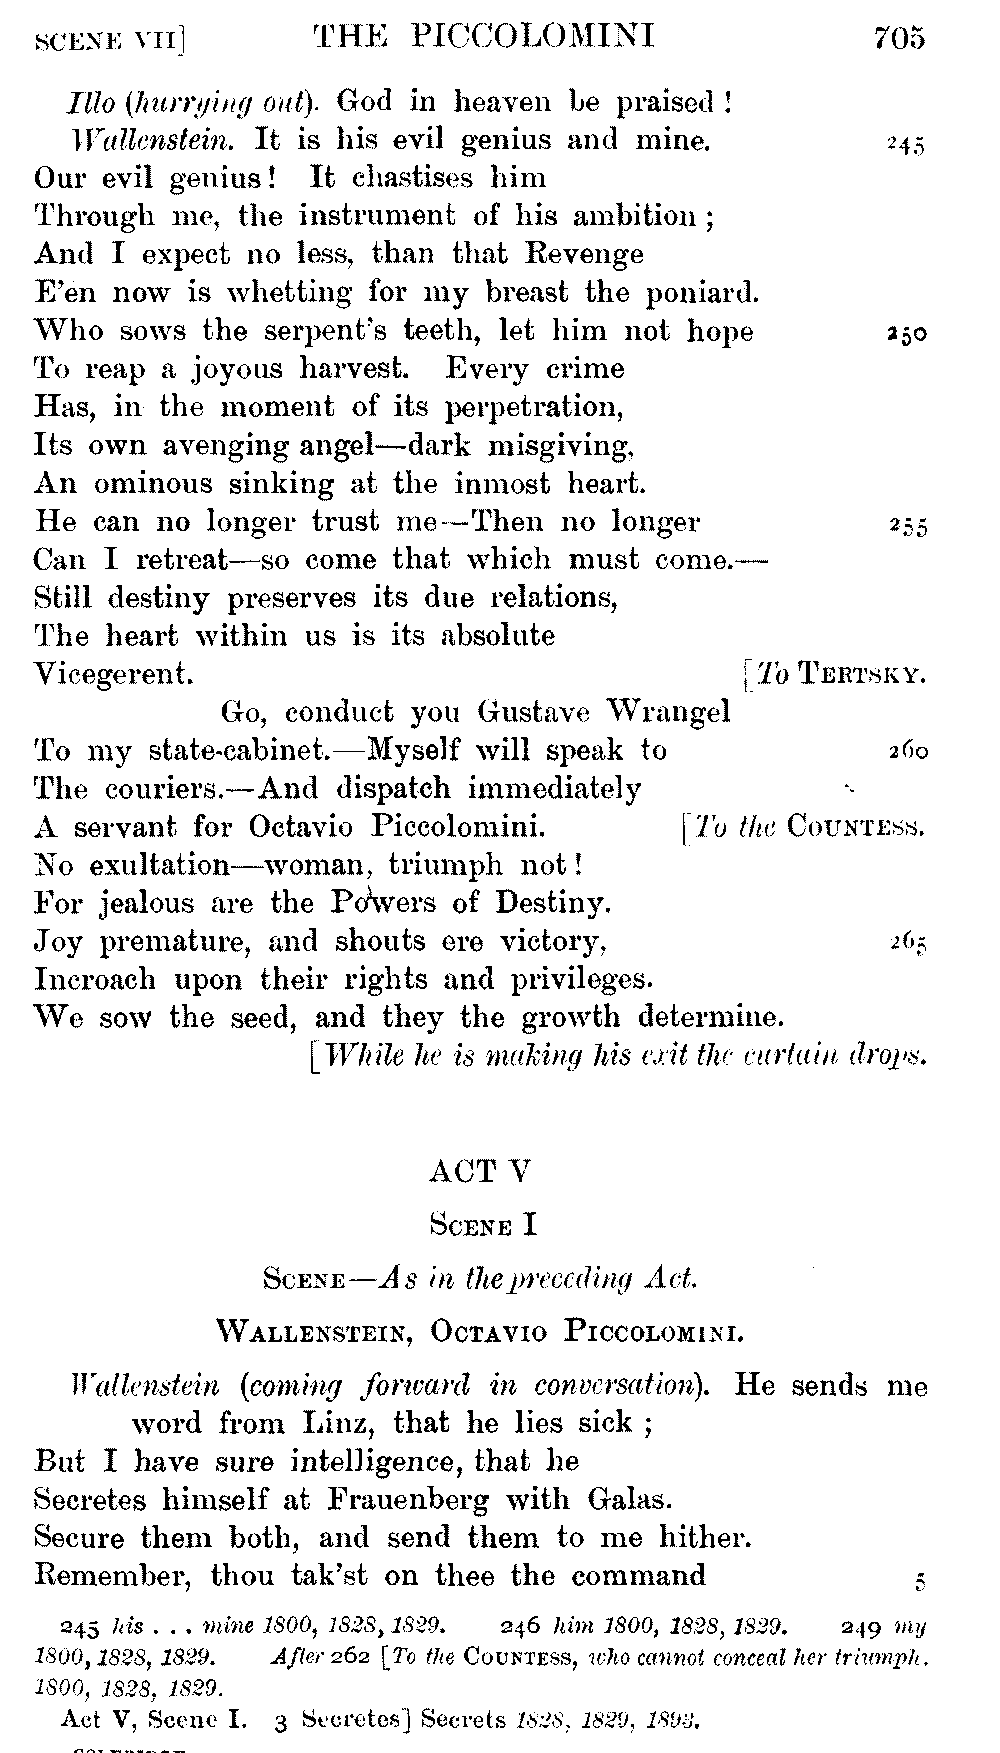 SCENE VII] THE PICCOLOMINI 705
Illo (hurrying out). God in heaven be praised !
Wallenstein. It is his evil genius and mine. 245
Our evil genius! It chastises him
Through me, the instrument of his ambition ;
And I expect no less, than that Revenge
E'en now is whetting for my breast the poniard.
Who sows the serpent's teeth, let him not hope 250
To reap a joyous harvest. Every crime
Has, in the moment of its perpetration,
Its own avenging angel—dark misgiving,
An ominous sinking at the inmost heart.
He can no longer trust me—Then no longer 255
Can I retreat—so come that which must come.—
Still destiny preserves its due relations,
The heart within us is its absolute
Vicegerent. [To TERTSKY.
Go, conduct you Gustave Wrangel
To my state-cabinet.—Myself will speak to 260
The couriers.—And dispatch immediately
A servant for Octavio Piccolomini. [To the COUNTESS.
No exultation—woman, triumph not!
For jealous are the Powers of Destiny.
Joy premature, and shouts ere victory, 265
Incroach upon their rights and privileges.
We sow the seed, and they the growth determine.
[While he is making his exit the curtain drops.
ACT V
SCENE I
SCENE—As in the preceding Act.
WALLENSTEIN, OCTAVIO PICCOLOMINI.
Wallenstein (coming forward in conversation). He sends me
word from Linz, that he lies sick ;
But I have sure intelligence, that he
Secretes himself at Frauenberg with Galas.
Secure them both, and send them to me hither.
Remember, thou tak'st on thee the command 5
245 his . . . mine 1800, 1828, 1829. 246 him 1800, 1828, 1829. 249 my
1800, 1828, 1829. After 262 [To the COUNTESS, who cannot conceal her triumph.
1800, 1828, 1829.
Act V, Scene I. 3 Secretes] Secrets 1828, 1829, 1893.